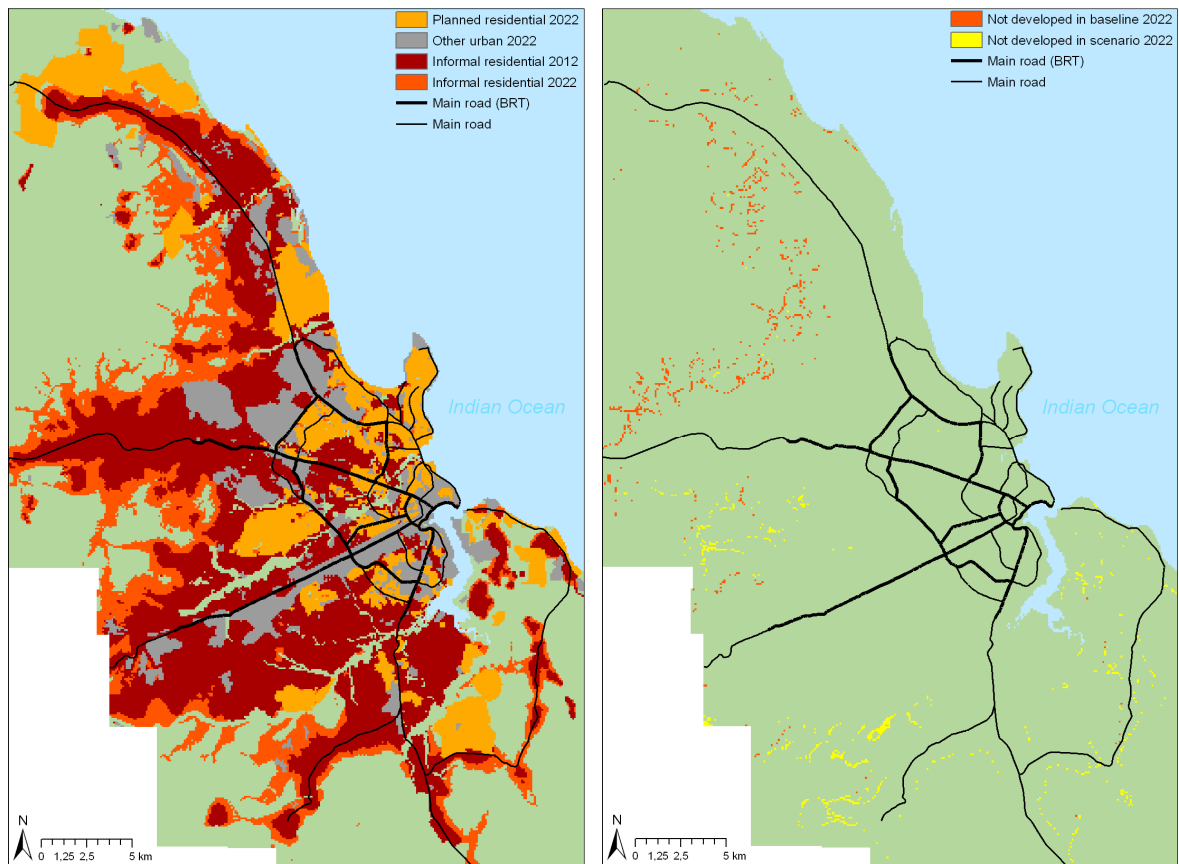 Planned residential 2022
Other urban 2022
Informal residential 2012
Informal residential 2022
Main road (BRT)
Main road
Indian Ocean
N
0 1,25 2,5 5 km
Not developed in baseline 2022
Not developed in scenario 2022
Main road (BRT)
Main road
Indian Ocean
N
0 1,25 2,5 5 km